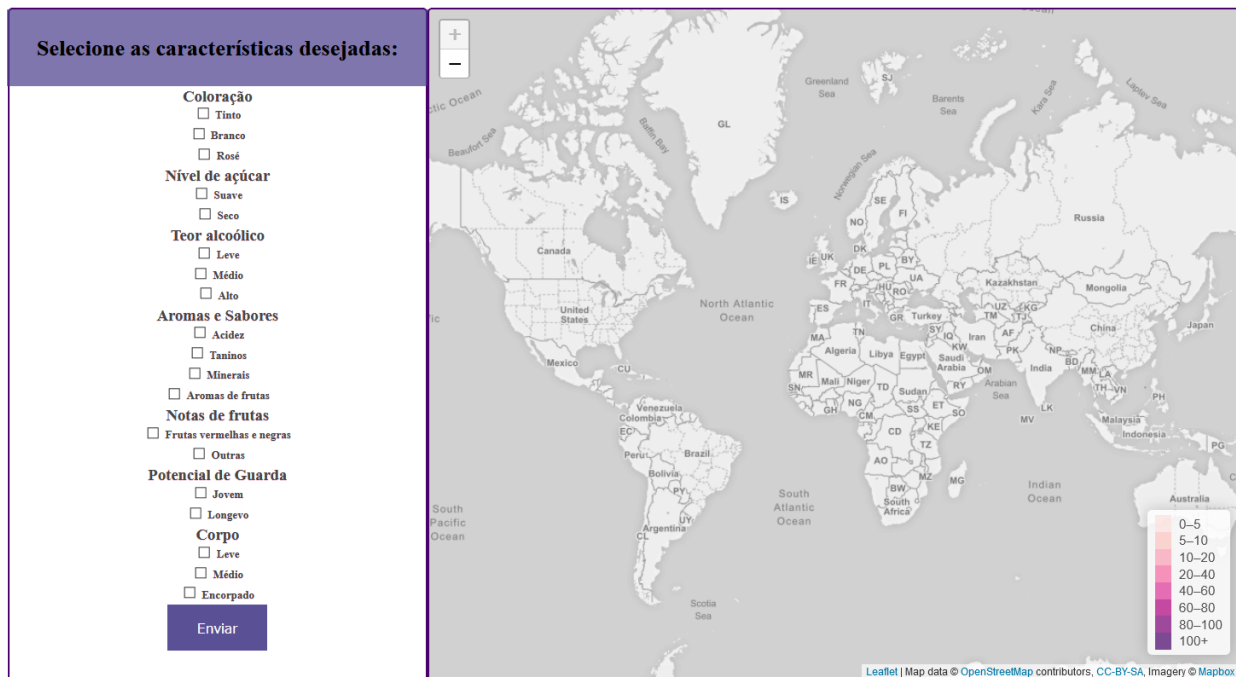 Selecione as característícas desejadas:
Coloração
Tinto
Branco
Rosé
Nível de açúcar
Suave
Seco
Teor alcoólico
Leve
Médio
Alto
Aromas e Sabores
Acidez
Taninos
Minerais
Aromas de frutas
Notas de frutas
Frutas vermelhas e negras
Outras
Potencial de Guarda
Jovem
Longevo
Corpo
Leve
Médio
Encorpado
Enviar
+
−
Greenland
Sea
SJ
Barents
Sea
Kara Sea
Laptev Sea
Beaufort Sea
Baffin Bay
GL
Norwegian Sea
IS
SE
FI
NO
Russia
Canada
DK
IE
UK
BY
PL
DE
UA
FR
HU
RO
Kazakhstan
Mongolia
North Atlantic
Ocean
United
States
ES
IT
GR
Turkey
UZ
KG
TM
TJ
China
Japan
MA
TN
SY
IQ
Iran
AF
Algeria
Libya
Egypt
KW
Saudi
Arabia
PK
NP
BD
India
Mexico
CU
MR
Mali
Niger
TD
Sudan
OM
RY
Arabian
Sea
MM
LA
TH
VN
PH
SN
GH
NG
CM
SS
ET
SO
MV
LK
Venezuela
Colombia
EC
CD
KE
TZ
Malaysia
Indonesia
PG
Peru
Brazil
Bolivia
AO
MZ
MG
PY
BW
South
Africa
Indian
Ocean
Australia
South
Pacific
Ocean
South
Atlantic
Ocean
UY
Argentina
CL
Scotia
Sea
0–5
5–10
10–20
20–40
40–60
60–80
80–100
100+
Leaflet | Map data © OpenStreetMap contributors, CC-BY-SA, Imagery © Mapbox